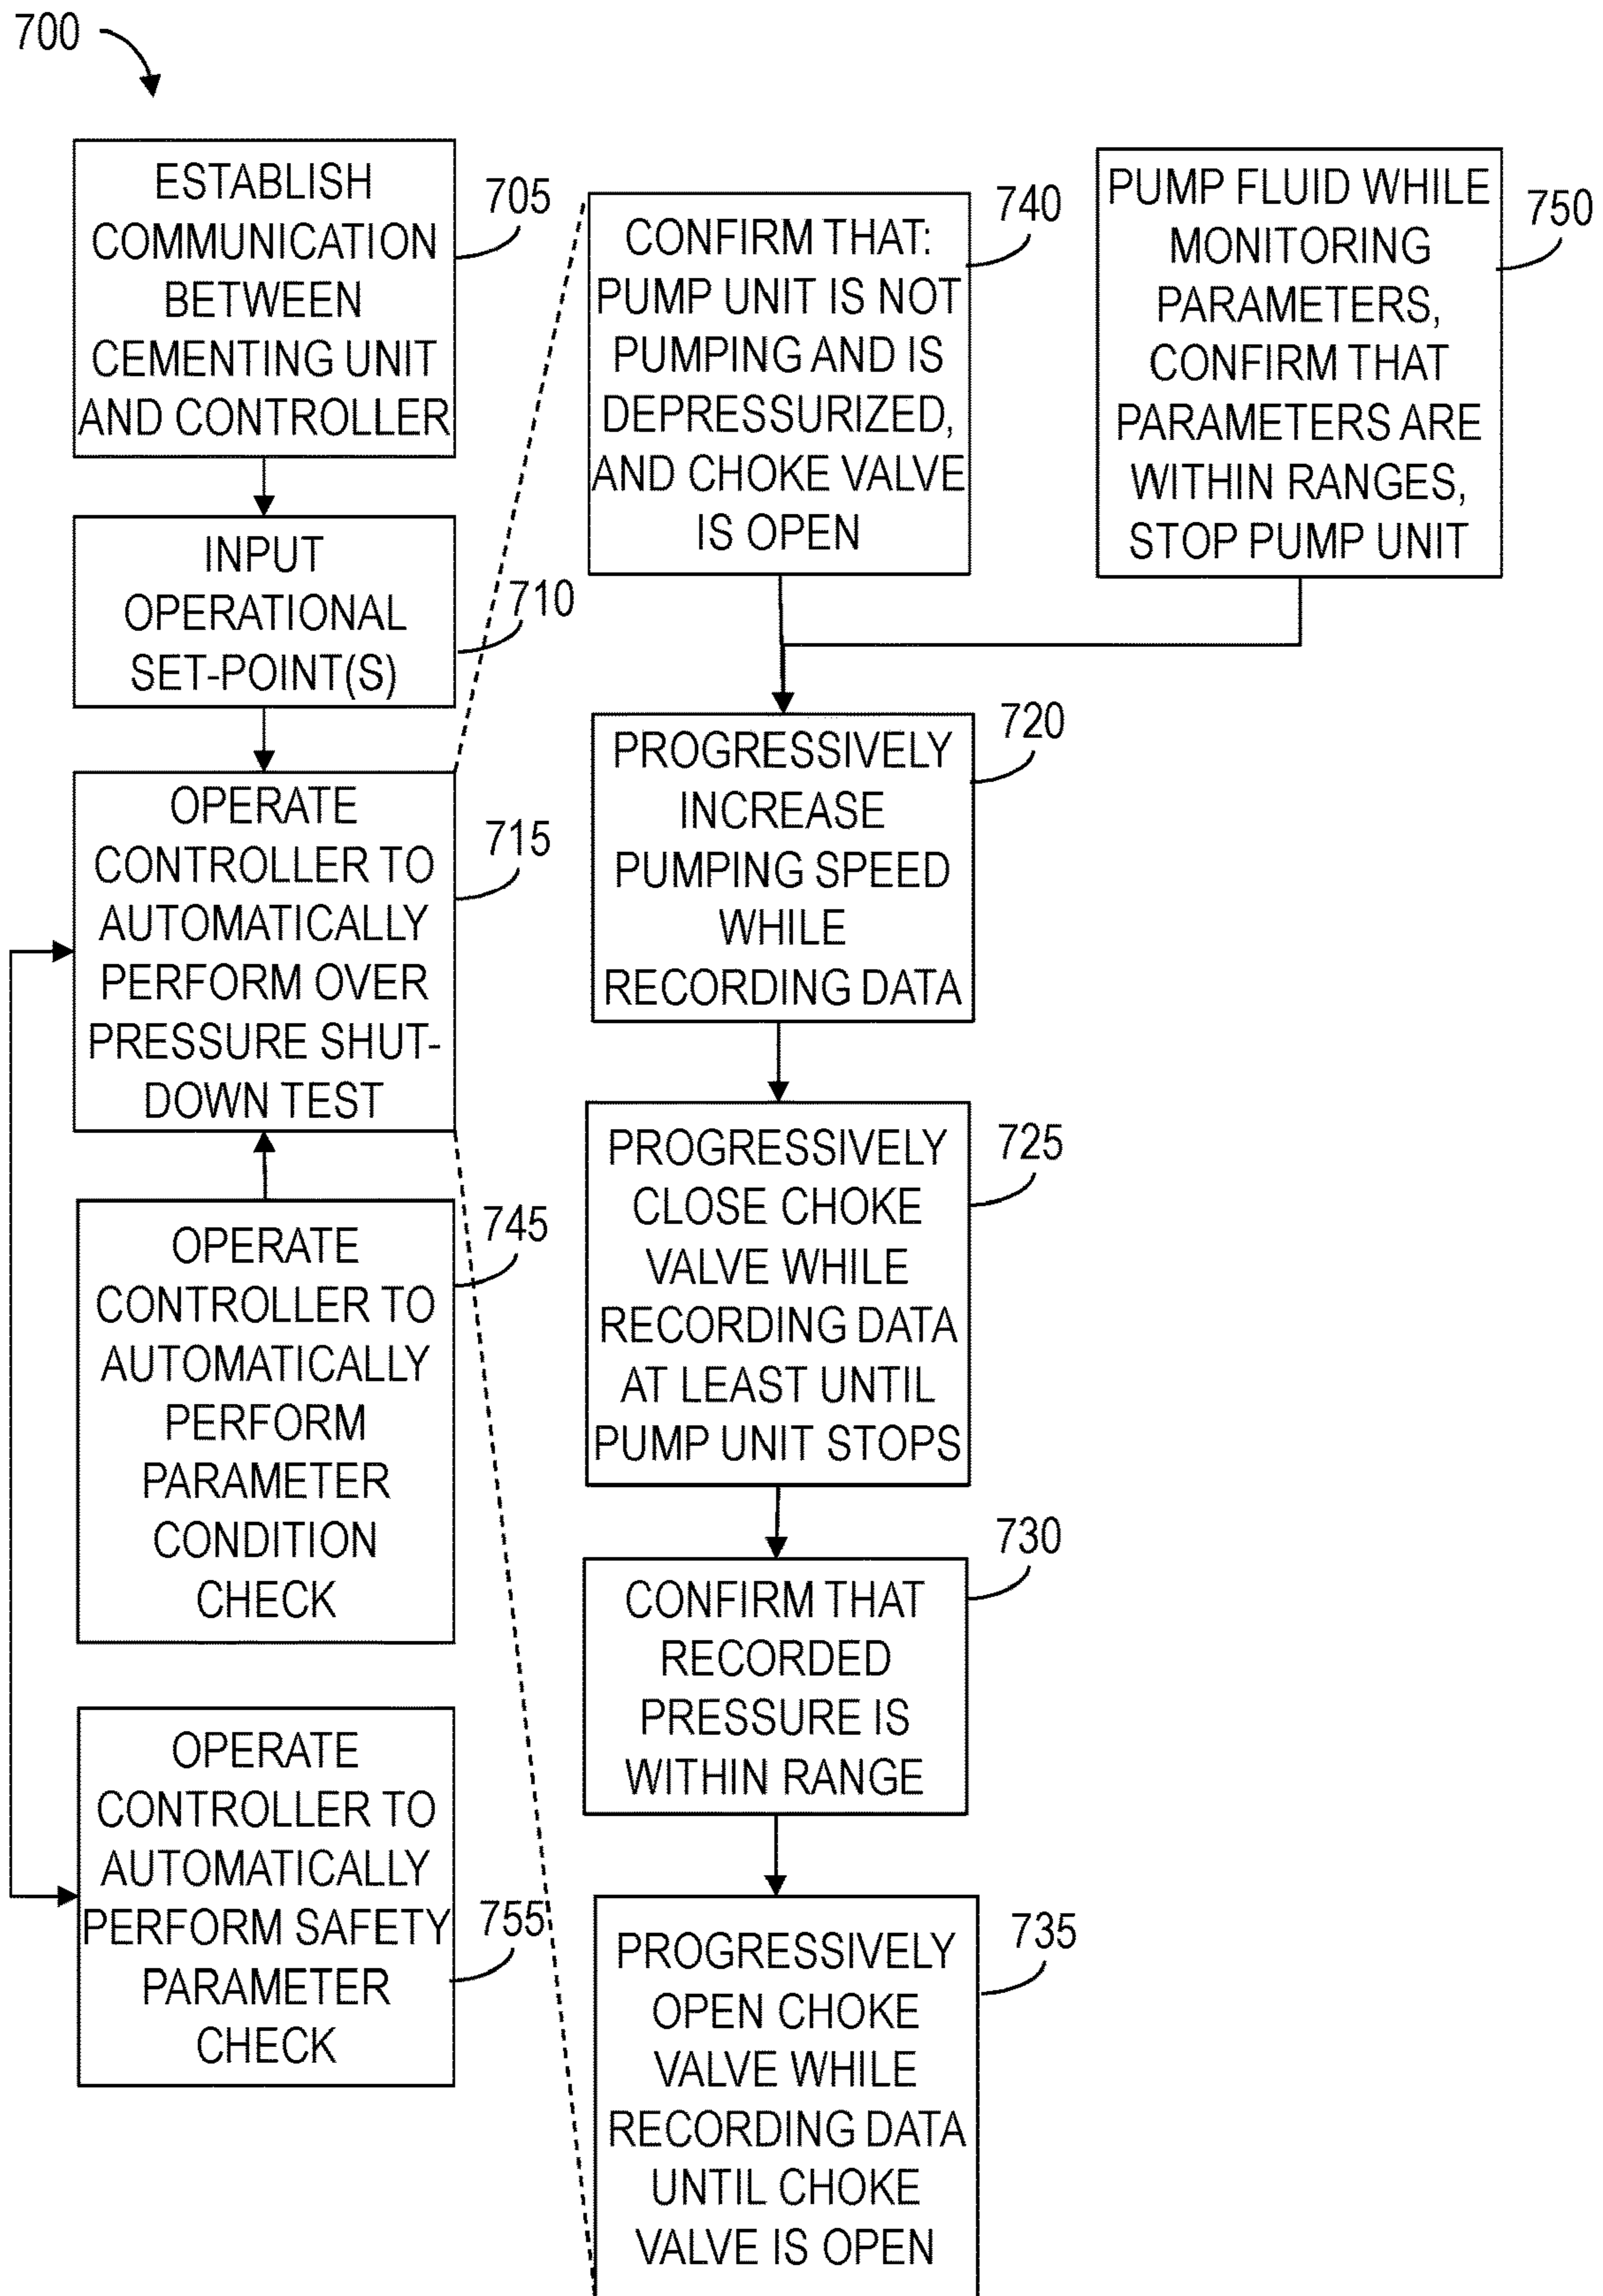 700
ESTABLISH
COMMUNICATION
BETWEEN
CEMENTING UNIT
AND CONTROLLER
705
INPUT
OPERATIONAL
SET-POINT(S)
710
OPERATE
CONTROLLER TO
AUTOMATICALLY
PERFORM OVER
PRESSURE SHUT-
DOWN TEST
715
OPERATE
CONTROLLER TO
AUTOMATICALLY
PERFORM
PARAMETER
CONDITION
CHECK
745
OPERATE
CONTROLLER TO
AUTOMATICALLY
PERFORM SAFETY
PARAMETER
CHECK
755
CONFIRM THAT:
PUMP UNIT IS NOT
PUMPING AND IS
DEPRESSURIZED,
AND CHOKE VALVE
IS OPEN
740
PUMP FLUID WHILE
MONITORING
PARAMETERS,
CONFIRM THAT
PARAMETERS ARE
WITHIN RANGES,
STOP PUMP UNIT
750
PROGRESSIVELY
INCREASE
PUMPING SPEED
WHILE
RECORDING DATA
720
PROGRESSIVELY
CLOSE CHOKE
VALVE WHILE
RECORDING DATA
AT LEAST UNTIL
PUMP UNIT STOPS
725
CONFIRM THAT
RECORDED
PRESSURE IS
WITHIN RANGE
730
PROGRESSIVELY
OPEN CHOKE
VALVE WHILE
RECORDING DATA
UNTIL CHOKE
VALVE IS OPEN
735